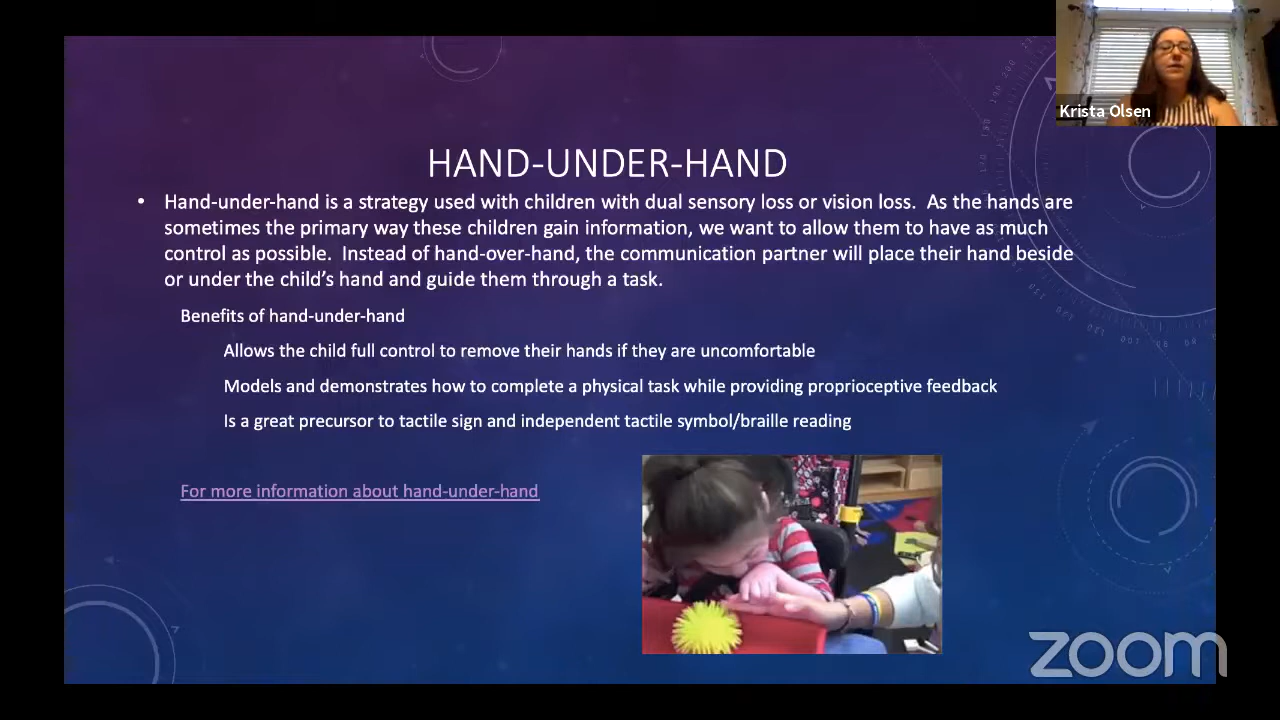 Krista Olsen
HAND-UNDER-HAND
• Hand-under-hand is a strategy used with children with dual sensory loss or vision loss.  As the hands are
sometimes the primary way these children gain information, we want to allow them to have as much
control as possible.  Instead of hand-over-hand, the communication partner will place their hand beside
or under the child's hand and guide them through a task.
Benefits of hand-under-hand
Allows the child full control to remove their hands if they are uncomfortable
Models and demonstrates how to complete a physical task while providing proprioceptive feedback
Is a great precursor to tactile sign and independent tactile symbol/braille reading
For more information about hand-under-hand
zoom